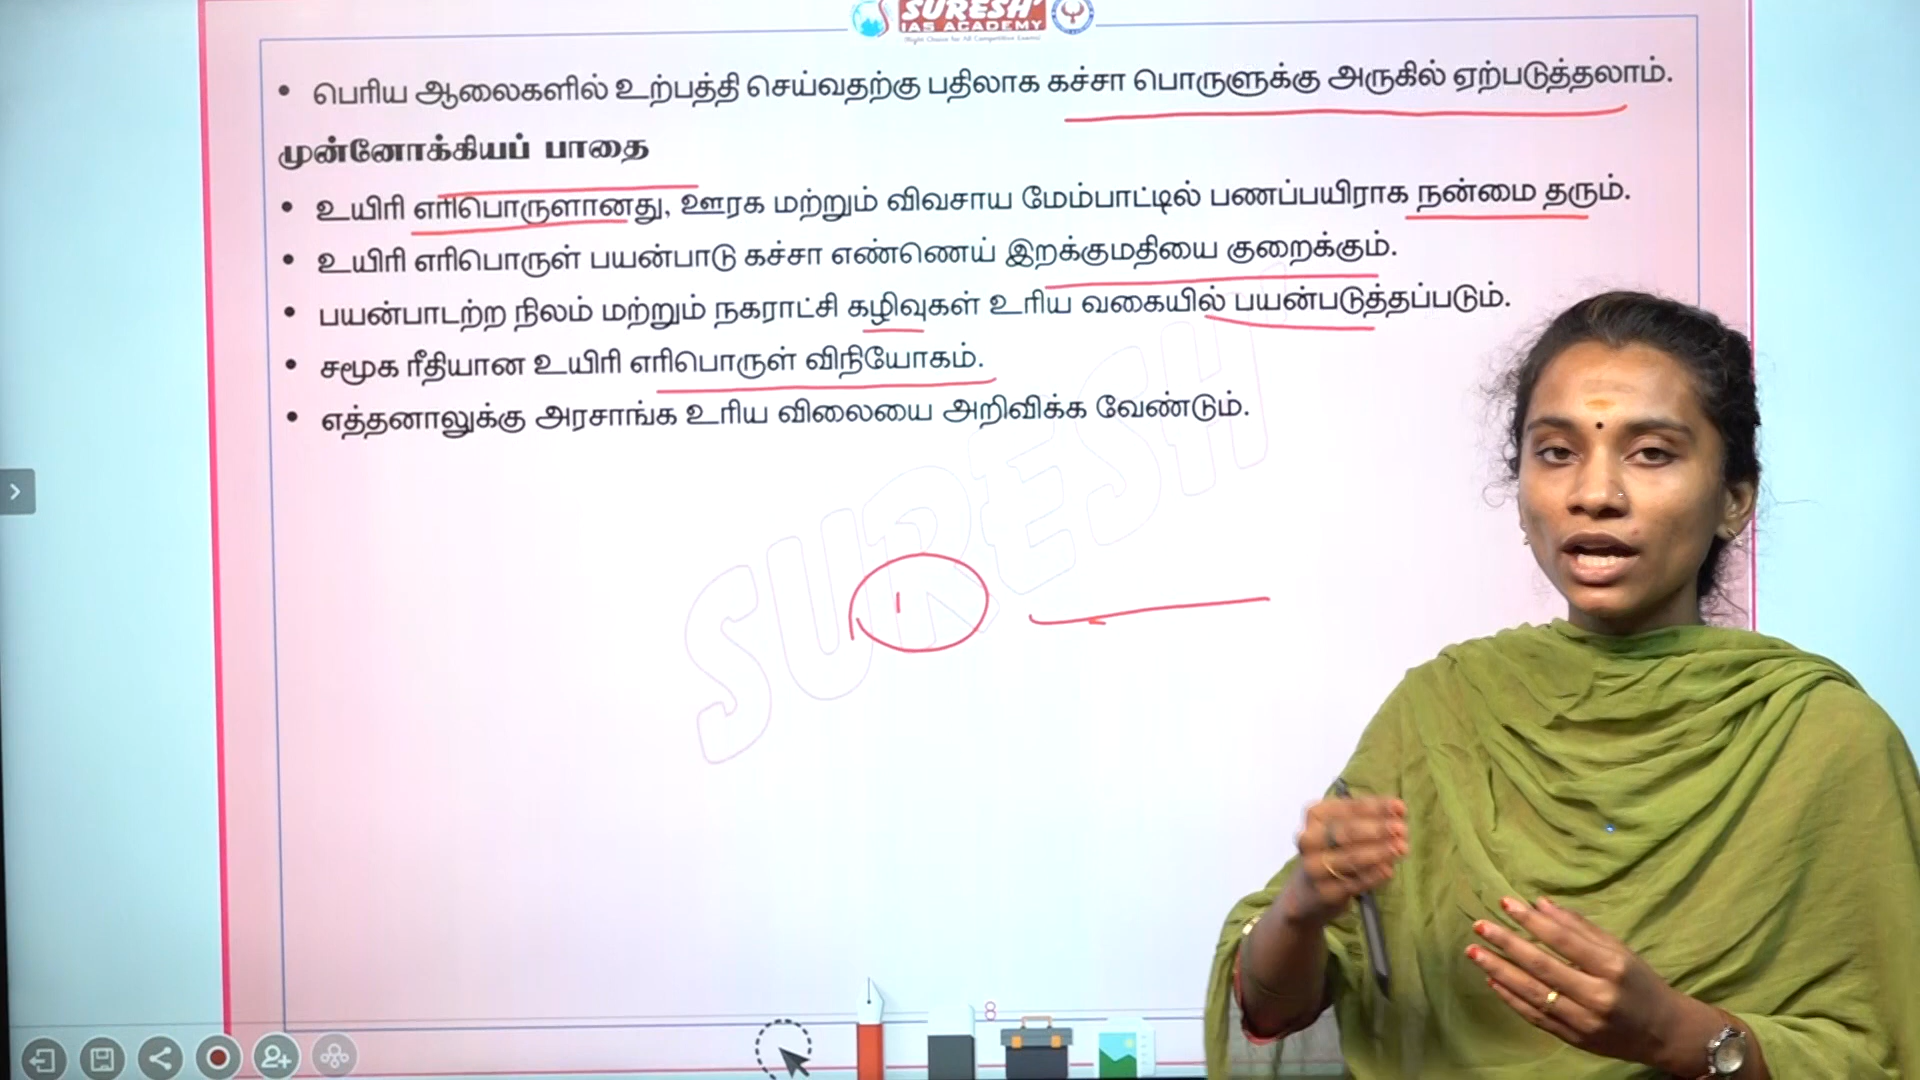 SURESH'
IAS ACADEMY
• பெரிய ஆலைகளில் உற்பத்தி செய்வதற்கு பதிலாக கச்சா பொருளுக்கு அருகில் ஏற்படுத்தலாம்.
முன்னோக்கியப் பாதை
• உயிரி எரிபொருளானது, ஊரக மற்றும் விவசாய மேம்பாட்டில் பணப்பயிராக நன்மை தரும்.
• உயிரி எரிபொருள் பயன்பாடு கச்சா எண்ணெய் இறக்குமதியை குறைக்கும்.
• பயன்பாடற்ற நிலம் மற்றும் நகராட்சி கழிவுகள் உரிய வகையில் பயன்படுத்தப்படும்.
• சமூக ரீதியான உயிரி எரிபொருள் விநியோகம்.
• எத்தனாலுக்கு அரசாங்க உரிய விலையை அறிவிக்க வேண்டும்.
SURESH'
8